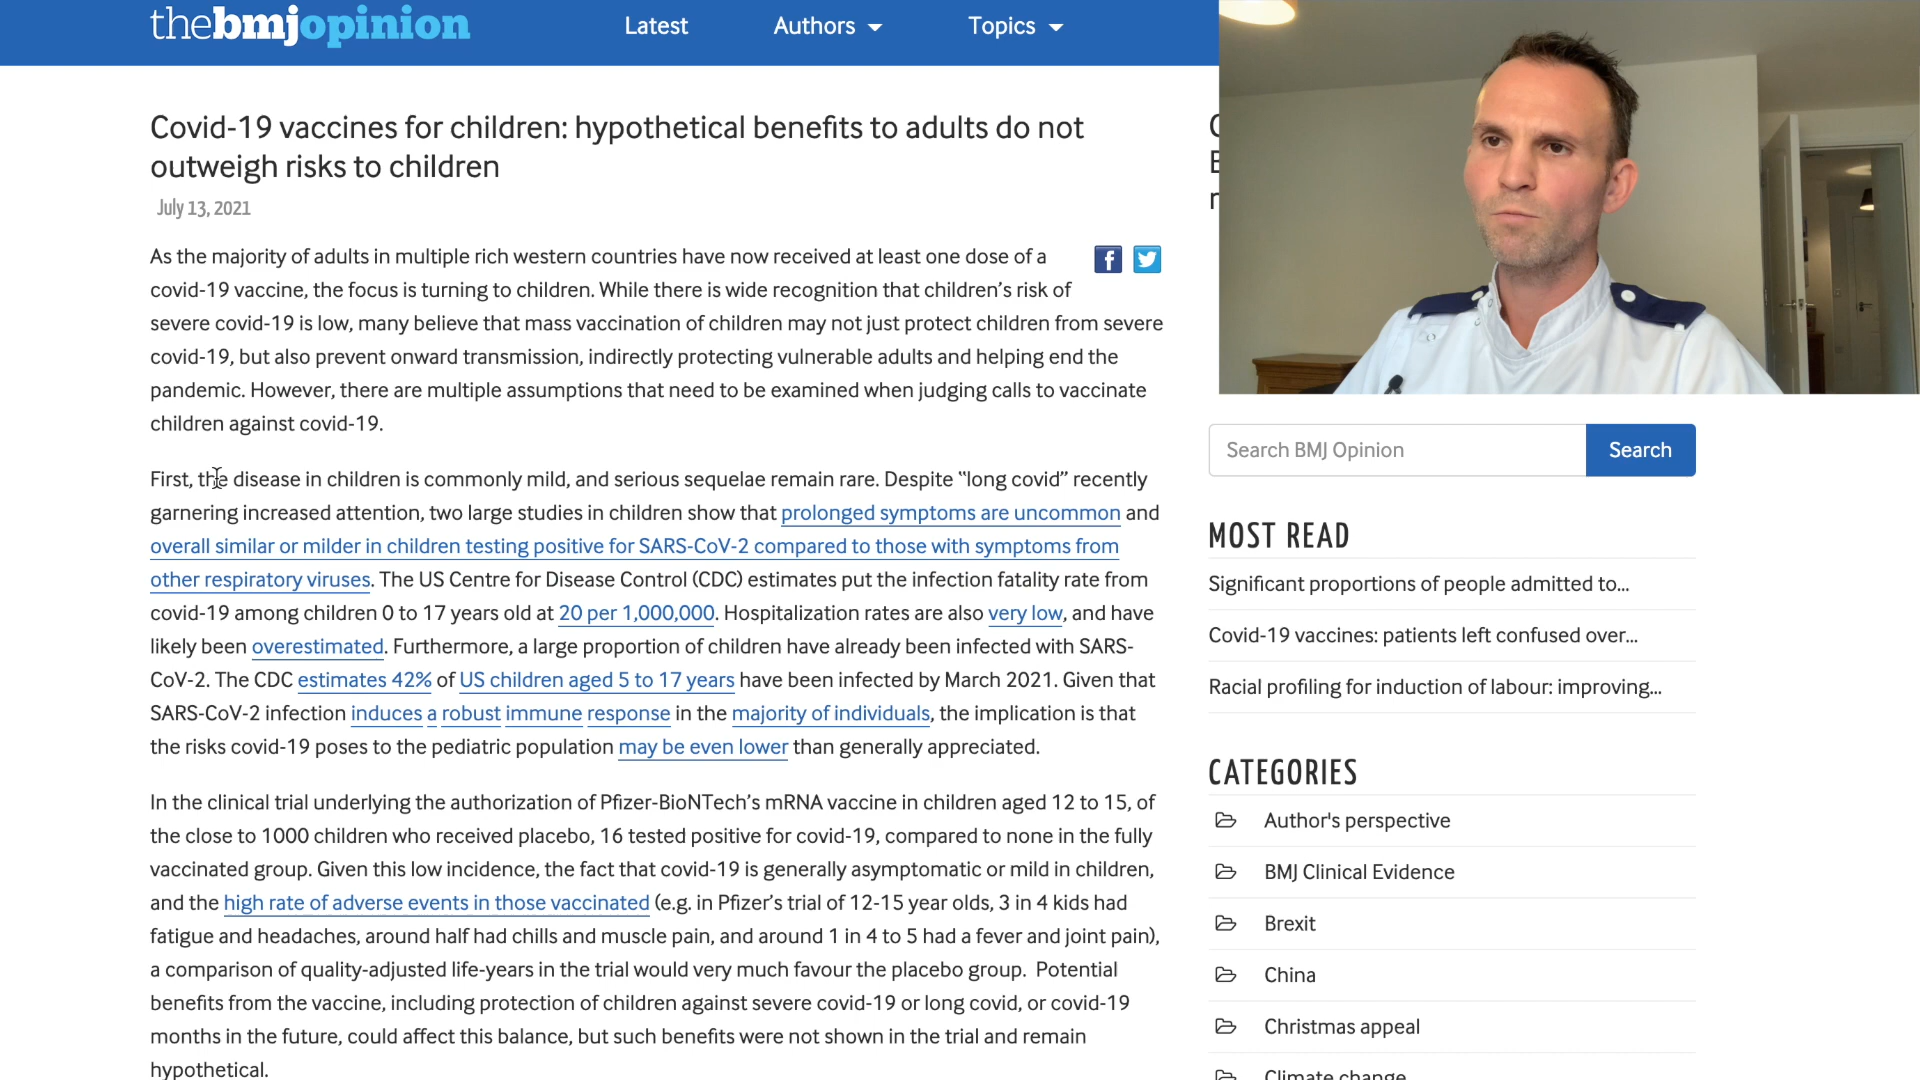 thebmjopinion
Latest
Authors
Topics
Covid-19 vaccines for children: hypothetical benefits to adults do not
outweigh risks to children
July 13, 2021
As the majority of adults in multiple rich western countries have now received at least one dose of a
covid-19 vaccine, the focus is turning to children. While there is wide recognition that children’s risk of
severe covid-19 is low, many believe that mass vaccination of children may not just protect children from severe
covid-19, but also prevent onward transmission, indirectly protecting vulnerable adults and helping end the
pandemic. However, there are multiple assumptions that need to be examined when judging calls to vaccinate
children against covid-19.
First, the disease in children is commonly mild, and serious sequelae remain rare. Despite “long covid” recently
garnering increased attention, two large studies in children show that prolonged symptoms are uncommon and
overall similar or milder in children testing positive for SARS-CoV-2 compared to those with symptoms from
other respiratory viruses. The US Centre for Disease Control (CDC) estimates put the infection fatality rate from
covid-19 among children 0 to 17 years old at 20 per 1,000,000. Hospitalization rates are also very low, and have
likely been overestimated. Furthermore, a large proportion of children have already been infected with SARS-
CoV-2. The CDC estimates 42% of US children aged 5 to 17 years have been infected by March 2021. Given that
SARS-CoV-2 infection induces a robust immune response in the majority of individuals, the implication is that
the risks covid-19 poses to the pediatric population may be even lower than generally appreciated.
In the clinical trial underlying the authorization of Pfizer-BioNTech’s mRNA vaccine in children aged 12 to 15, of
the close to 1000 children who received placebo, 16 tested positive for covid-19, compared to none in the fully
vaccinated group. Given this low incidence, the fact that covid-19 is generally asymptomatic or mild in children,
and the high rate of adverse events in those vaccinated (e.g. in Pfizer’s trial of 12-15 year olds, 3 in 4 kids had
fatigue and headaches, around half had chills and muscle pain, and around 1 in 4 to 5 had a fever and joint pain),
a comparison of quality-adjusted life-years in the trial would very much favour the placebo group. Potential
benefits from the vaccine, including protection of children against severe covid-19 or long covid, or covid-19
months in the future, could affect this balance, but such benefits were not shown in the trial and remain
hypothetical.
Search BMJ Opinion
Search
MOST READ
Significant proportions of people admitted to...
Covid-19 vaccines: patients left confused over...
Racial profiling for induction of labour: improving...
CATEGORIES
Author's perspective
BMJ Clinical Evidence
Brexit
China
Christmas appeal
Climate change